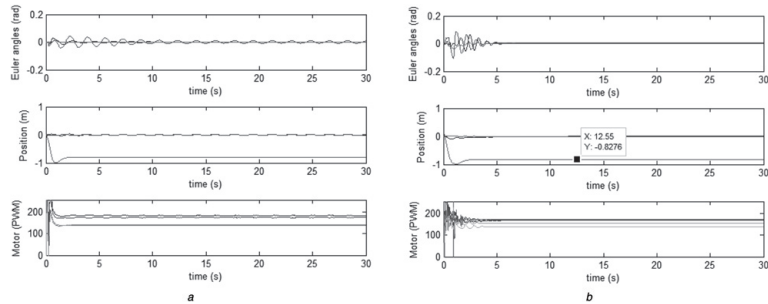 0.2
0
-0.2
Euler angles (rad)
0 5 10 15 20 25 30
time (s)
1
0
-1
Position (m)
0 5 10 15 20 25 30
time (s)
200
100
0
Motor (PWM)
0 5 10 15 20 25 30
time (s)
a
0.2
0
-0.2
Euler angles (rad)
0 5 10 15 20 25 30
time (s)
1
0
-1
Position (m)
X: 12.55
Y: -0.8276
0 5 10 15 20 25 30
time (s)
200
100
0
Motor (PWM)
0 5 10 15 20 25 30
time (s)
b